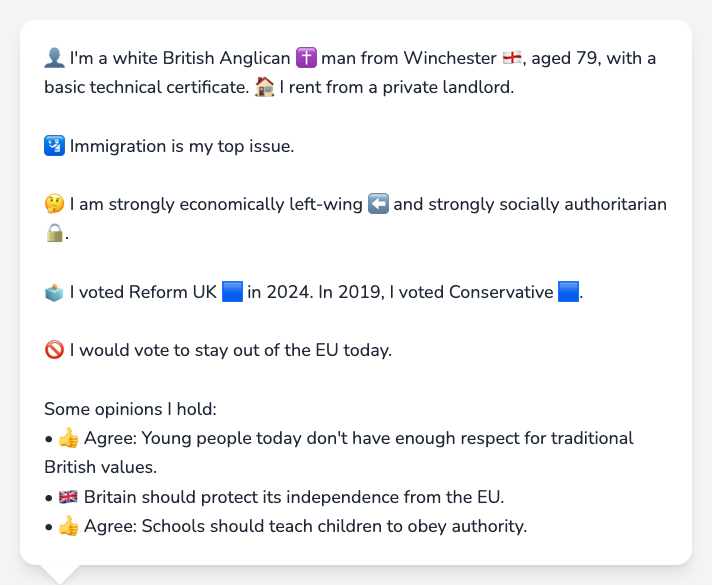 👤 I'm a white British Anglican ✝️ man from Winchester 🏴󠁧󠁢󠁥󠁮󠁧󠁿, aged 79, with a
basic technical certificate. 🏠 I rent from a private landlord.
🛂 Immigration is my top issue.
🤔 I am strongly economically left-wing ⬅️ and strongly socially authoritarian
🔒.
🗳️ I voted Reform UK 🟦 in 2024. In 2019, I voted Conservative 🟦.
🚫 I would vote to stay out of the EU today.
Some opinions I hold:
• 👍 Agree: Young people today don't have enough respect for traditional
British values.
• 🇬🇧 Britain should protect its independence from the EU.
• 👍 Agree: Schools should teach children to obey authority.